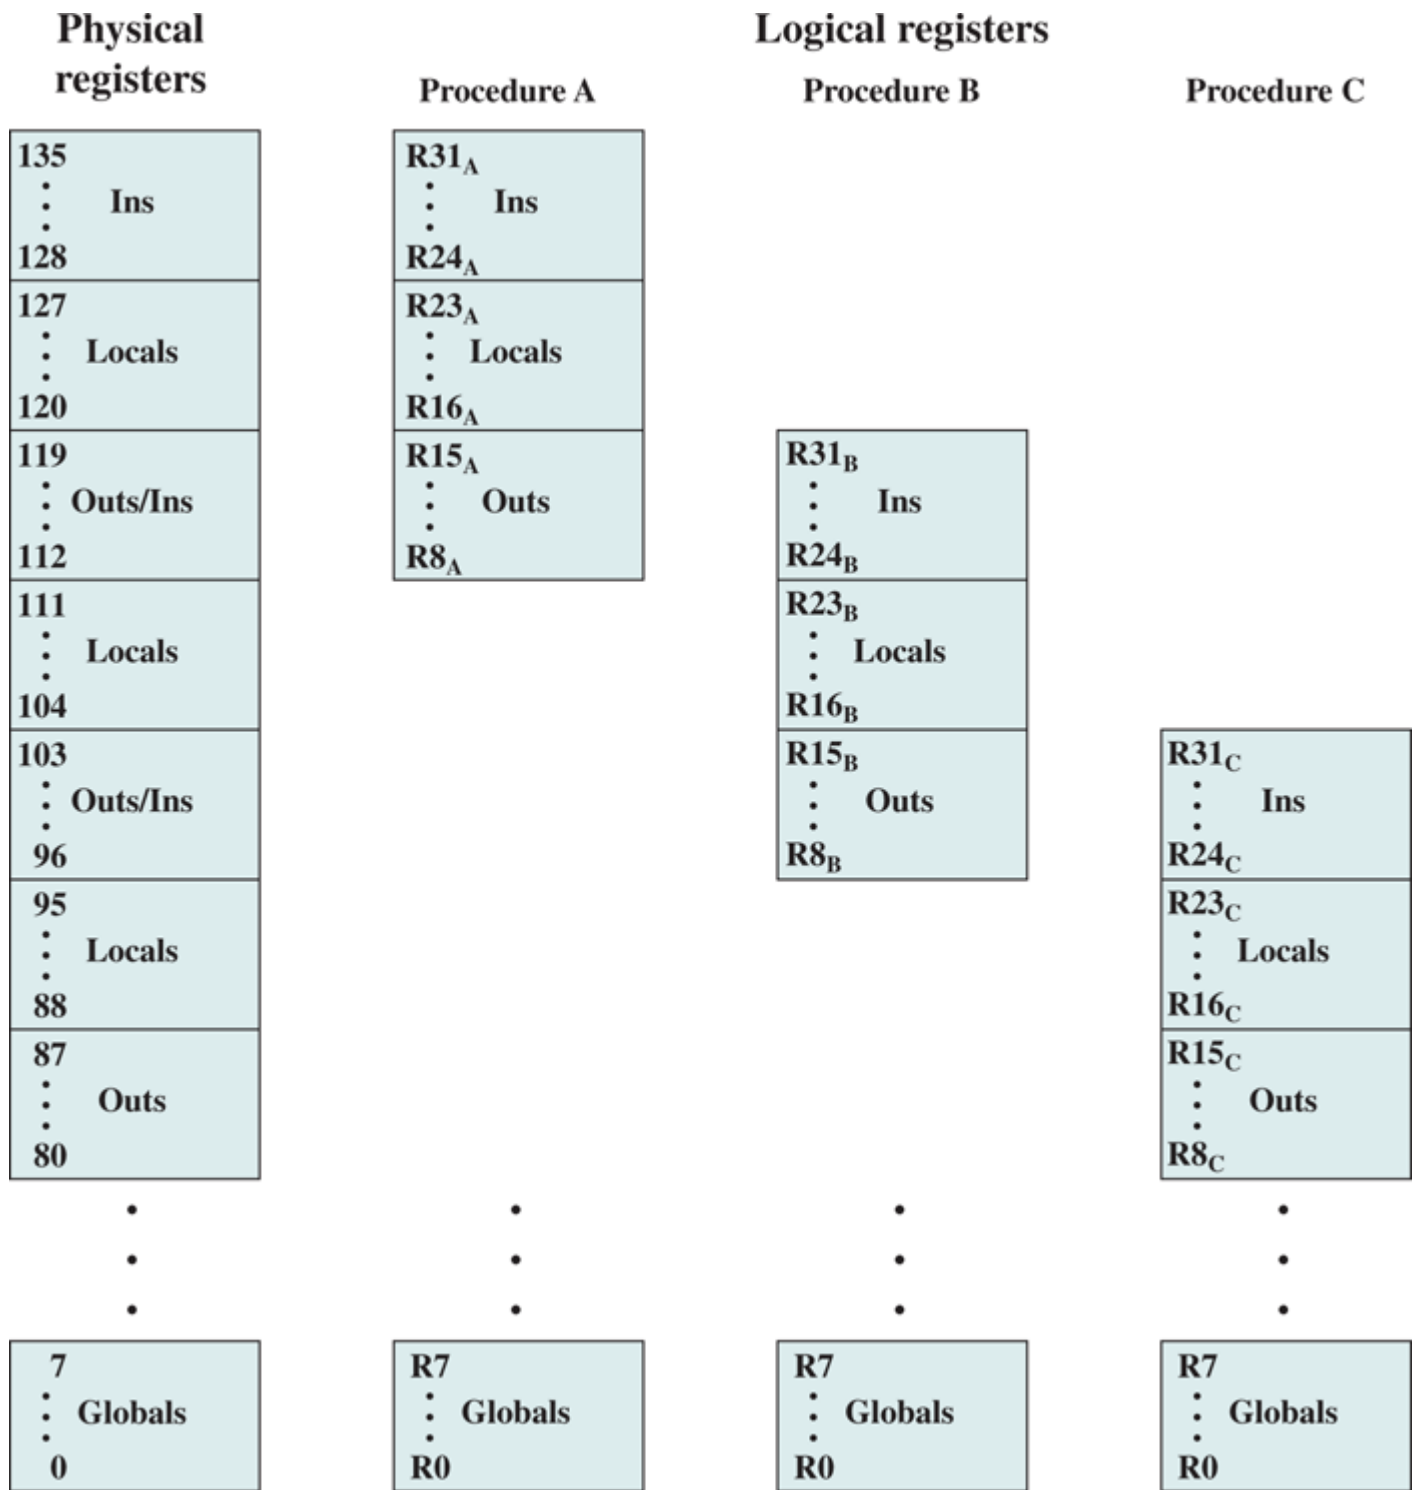 Physical
registers
Logical registers
Procedure A
Procedure B
Procedure C
135
Ins
128
127
Locals
120
119
Outs/Ins
112
111
Locals
104
103
Outs/Ins
96
95
Locals
88
87
Outs
80
7
Globals
0
R31A
Ins
R24A
R23A
Locals
R16A
R15A
Outs
R8A
R7
Globals
R0
R31B
Ins
R24B
R23B
Locals
R16B
R15B
Outs
R8B
R7
Globals
R0
R31C
Ins
R24C
R23C
Locals
R16C
R15C
Outs
R8C
R7
Globals
R0